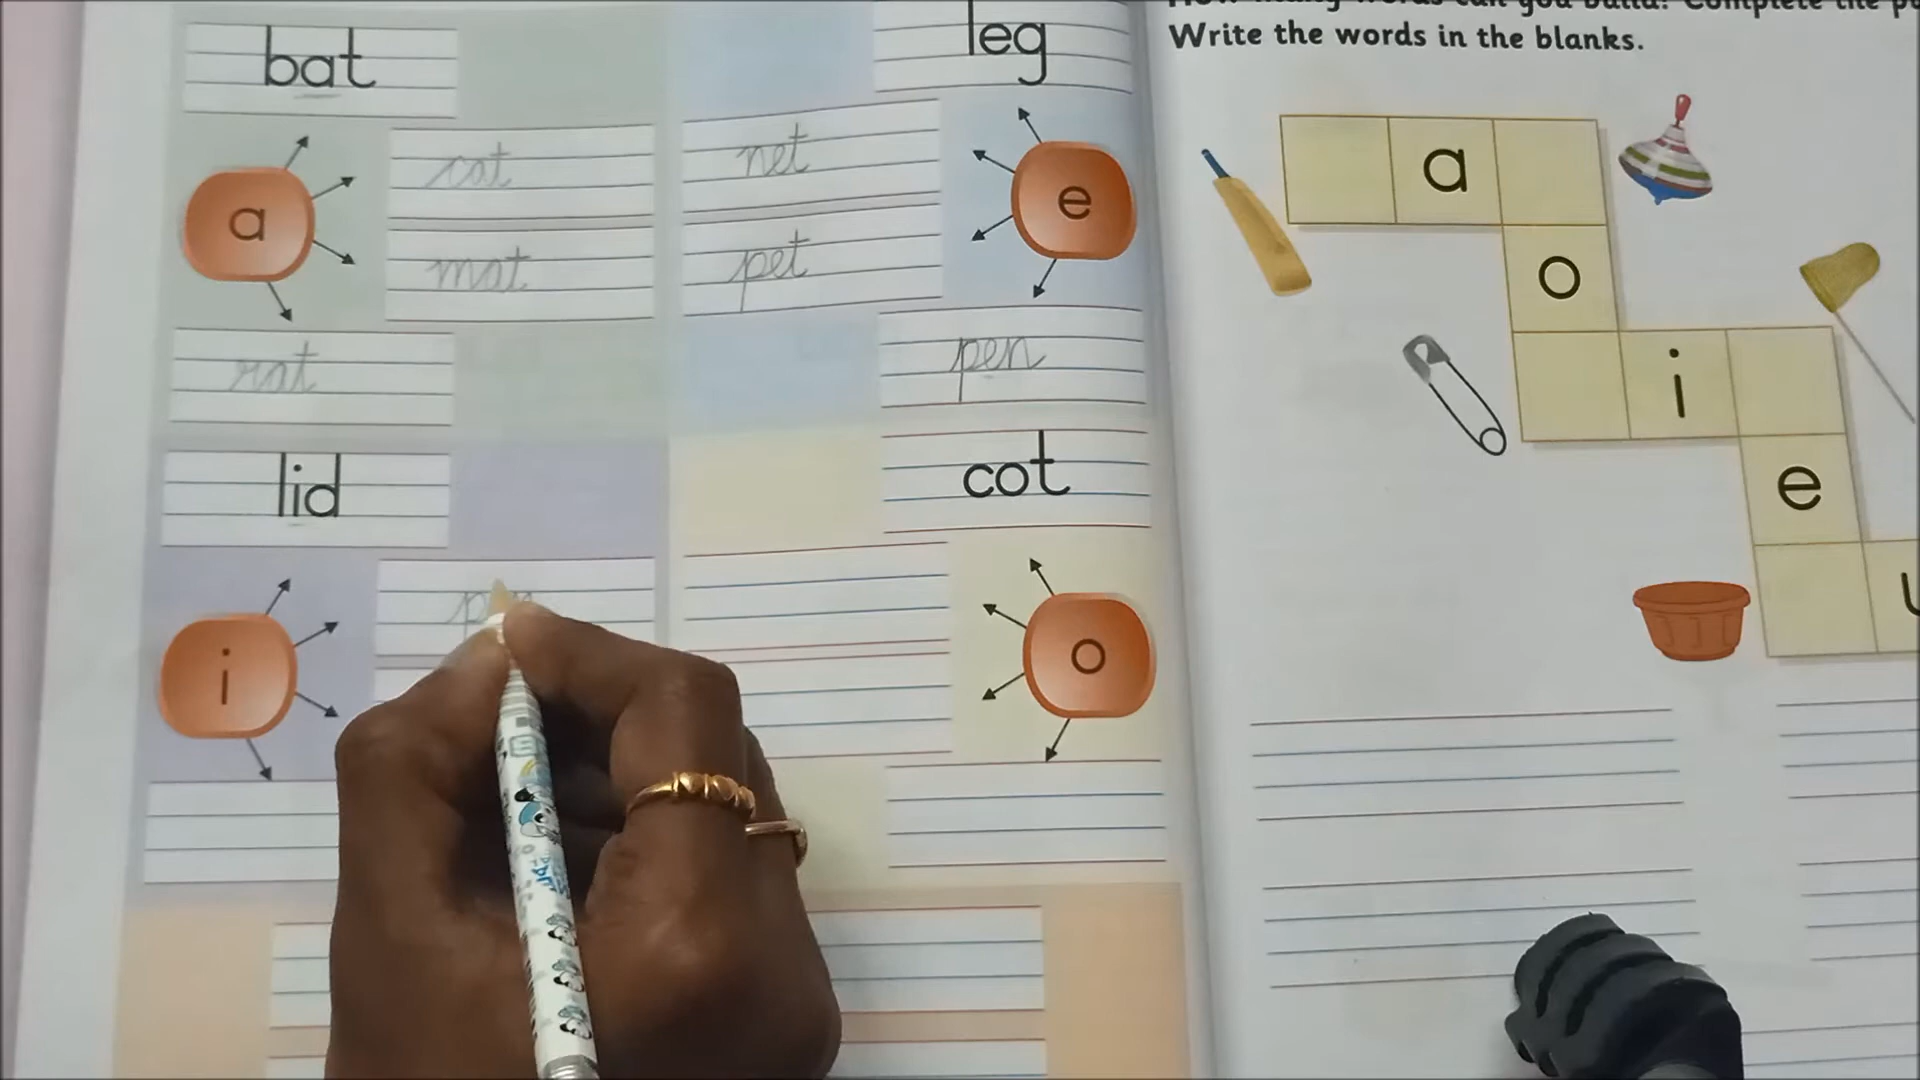 bat
a
cat
mat
rat
leg
net
e
pet
pen
lid
i
cot
o
Write the words in the blanks.
a
o
i
e